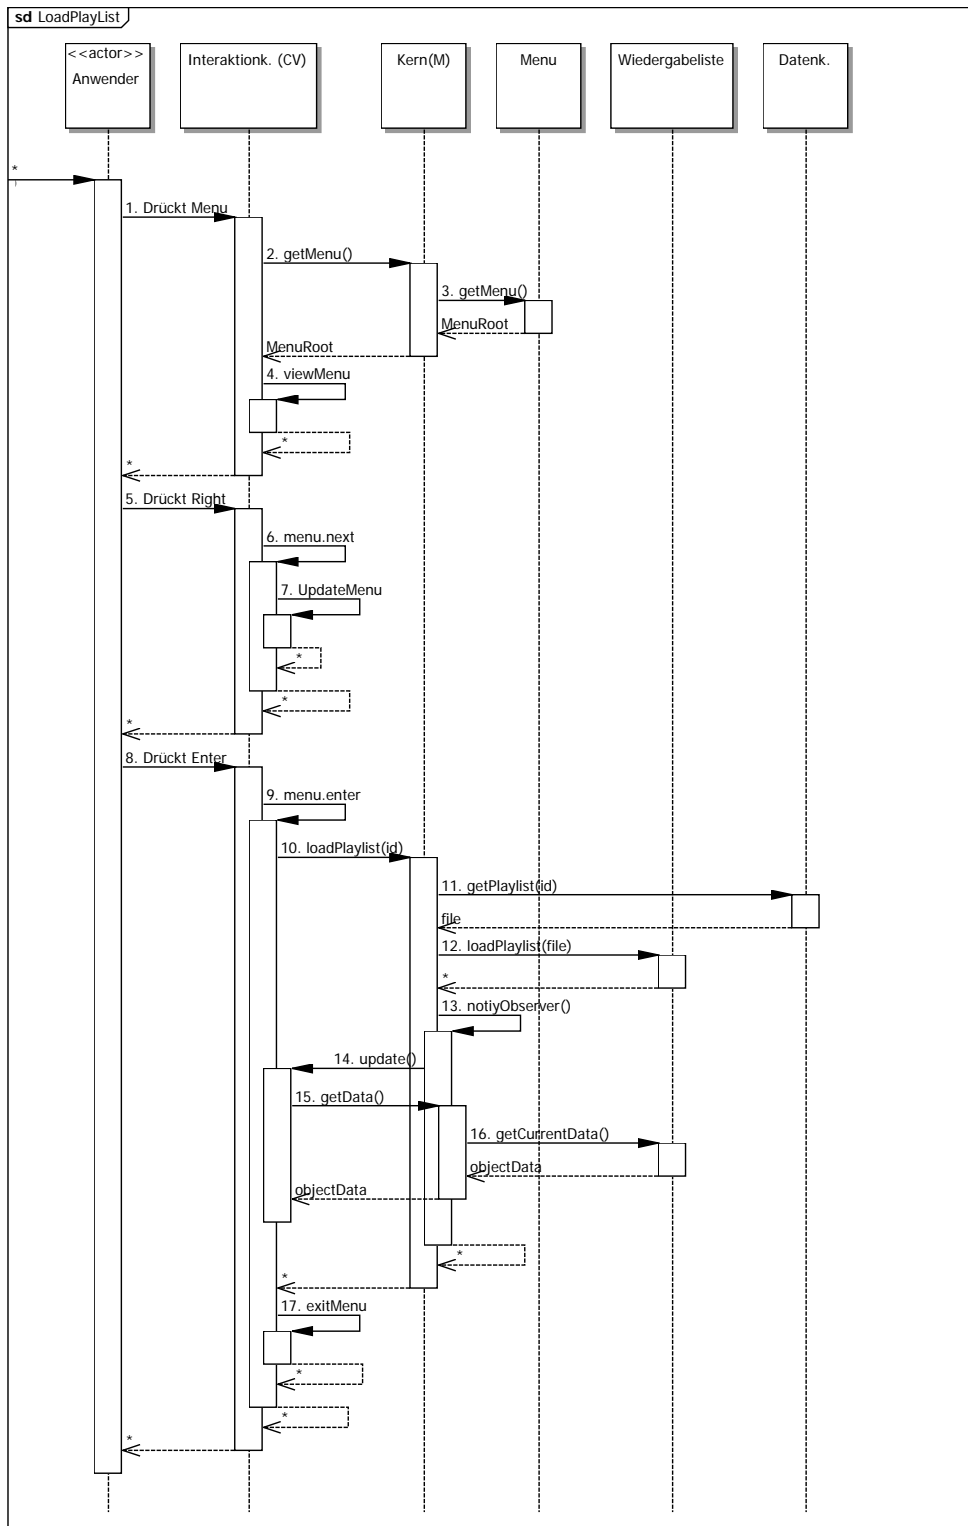 sd LoadPlayList
<<actor>>
Anwender
Interaktionk. (CV)
Kern(M)
Menu
Wiedergabeliste
Datenk.
*
1. Drückt Menu
2. getMenu()
3. getMenu()
MenuRoot
MenuRoot
4. viewMenu
*
*
5. Drückt Right
6. menu.next
7. UpdateMenu
*
*
*
8. Drückt Enter
9. menu.enter
10. loadPlaylist(id)
11. getPlaylist(id)
file
12. loadPlaylist(file)
*
13. notiyObserver()
14. update()
15. getData()
16. getCurrentData()
objectData
objectData
*
*
17. exitMenu
*
*
*